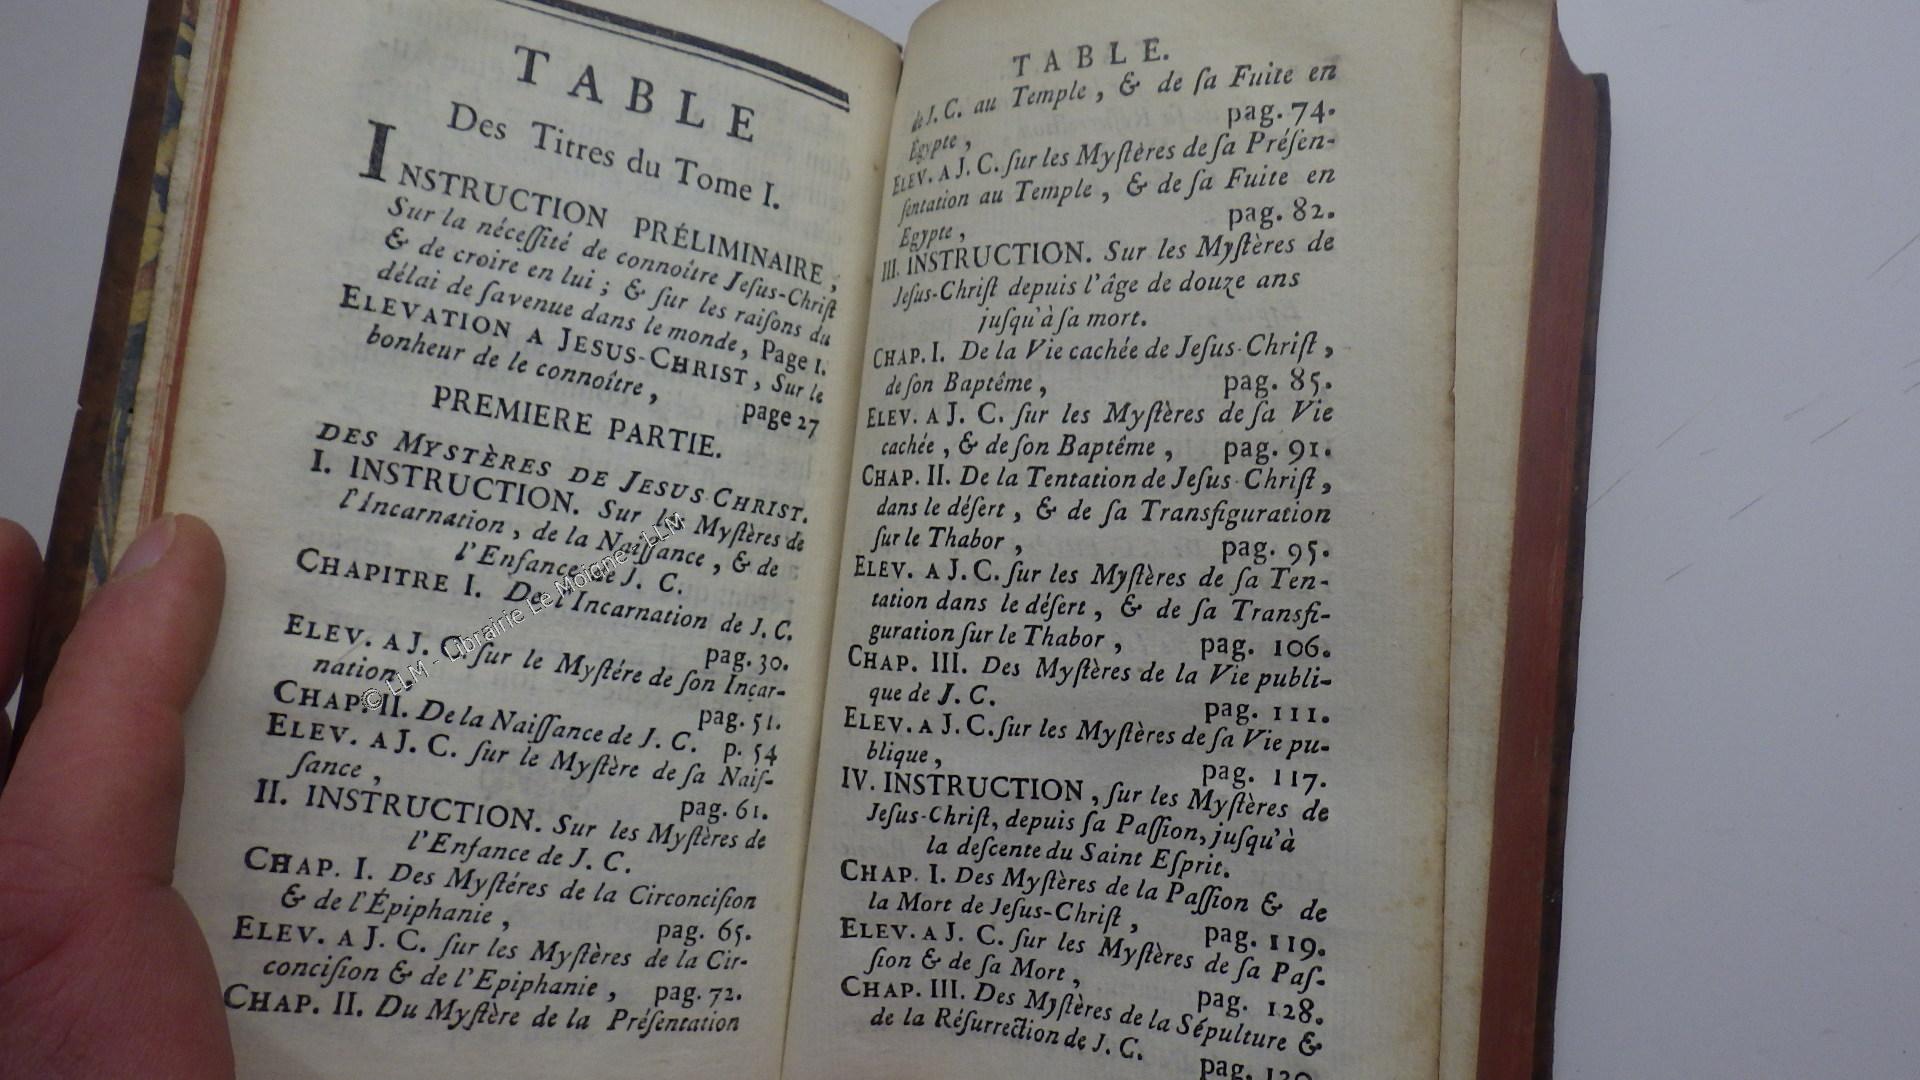 TABLE
Des Titres du Tome I.
INSTRUCTION PRÉLIMINAIRE,
Sur la néceſſité de connoître Jeſus-Chriſt
& de croire en lui ; & ſur les raiſons du
délai de ſavenue dans le monde, Page 1.
ELEVATION A JESUS-CHRIST, Sur le
bonheur de le connoître, page 27
PREMIERE PARTIE.
DES MYSTÈRES DE JESUS-CHRIST.
I. INSTRUCTION. Sur les Myſtères de
l'Incarnation, de la Naiſſance, & de
l'Enfance de J. C.
CHAPITRE I. De l'Incarnation de J. C.
pag. 30.
ELEV. A J. C. ſur le Myſtére de ſon Incar-
nation, pag. 51.
CHAP. II. De la Naiſſance de J. C. p. 54
ELEV. A J. C. ſur le Myſtère de ſa Naiſ-
ſance, pag. 61.
II. INSTRUCTION. Sur les Myſtères de
l'Enfance de J. C.
CHAP. I. Des Myſtéres de la Circonciſion
& de l'Épiphanie, pag. 65.
ELEV. A J. C. ſur les Myſtères de la Cir-
conciſion & de l'Epiphanie, pag. 72.
CHAP. II. Du Myſtère de la Préſentation
© LLM - Librairie Le Moigne - LLM
TABLE.
de J. C. au Temple, & de ſa Fuite en
Egypte, pag. 74.
ELEV. A J. C. ſur les Myſtères de ſa Préſen-
ſentation au Temple, & de ſa Fuite en
Egypte, pag. 82.
III. INSTRUCTION. Sur les Myſtères de
Jeſus-Chriſt depuis l'âge de douze ans
juſqu'à ſa mort.
CHAP. I. De la Vie cachée de Jeſus-Chriſt,
de ſon Baptême, pag. 85.
ELEV. A J. C. ſur les Myſtères de ſa Vie
cachée, & de ſon Baptême, pag. 91.
CHAP. II. De la Tentation de Jeſus-Chriſt,
dans le déſert, & de ſa Transfiguration
ſur le Thabor, pag. 95.
ELEV. A J. C. ſur les Myſtères de ſa Ten-
tation dans le déſert, & de ſa Transfi-
guration ſur le Thabor, pag. 106.
CHAP. III. Des Myſtères de la Vie publi-
que de J. C. pag. 111.
ELEV. A J. C. ſur les Myſtères de ſa Vie pu-
blique, pag. 117.
IV. INSTRUCTION, ſur les Myſtères de
Jeſus-Chriſt, depuis ſa Paſſion, juſqu'à
la deſcente du Saint Eſprit.
CHAP. I. Des Myſtères de la Paſſion & de
la Mort de Jeſus-Chriſt, pag. 119.
ELEV. A J. C. ſur les Myſtères de ſa Paſ-
ſion & de ſa Mort, pag. 128.
CHAP. III. Des Myſtères de la Sépulture &
de la Réſurrection de J. C.
pag.